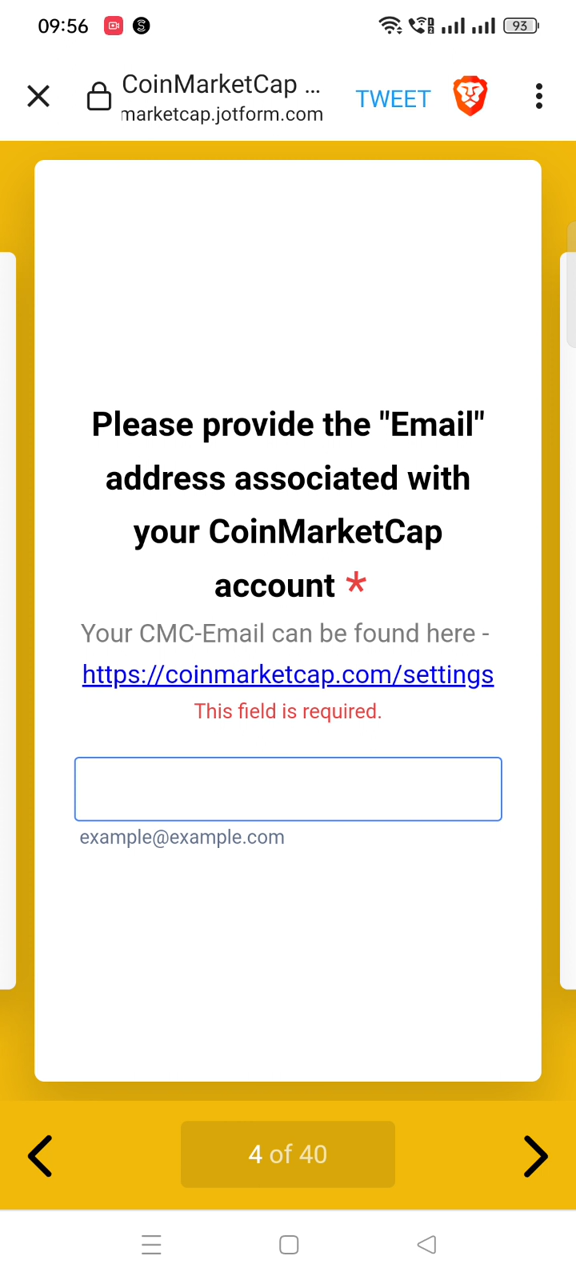 09:56
93
CoinMarketCap ...
marketcap.jotform.com
TWEET
Please provide the "Email"
address associated with
your CoinMarketCap
account *
Your CMC-Email can be found here -
https://coinmarketcap.com/settings
This field is required.
example@example.com
4 of 40